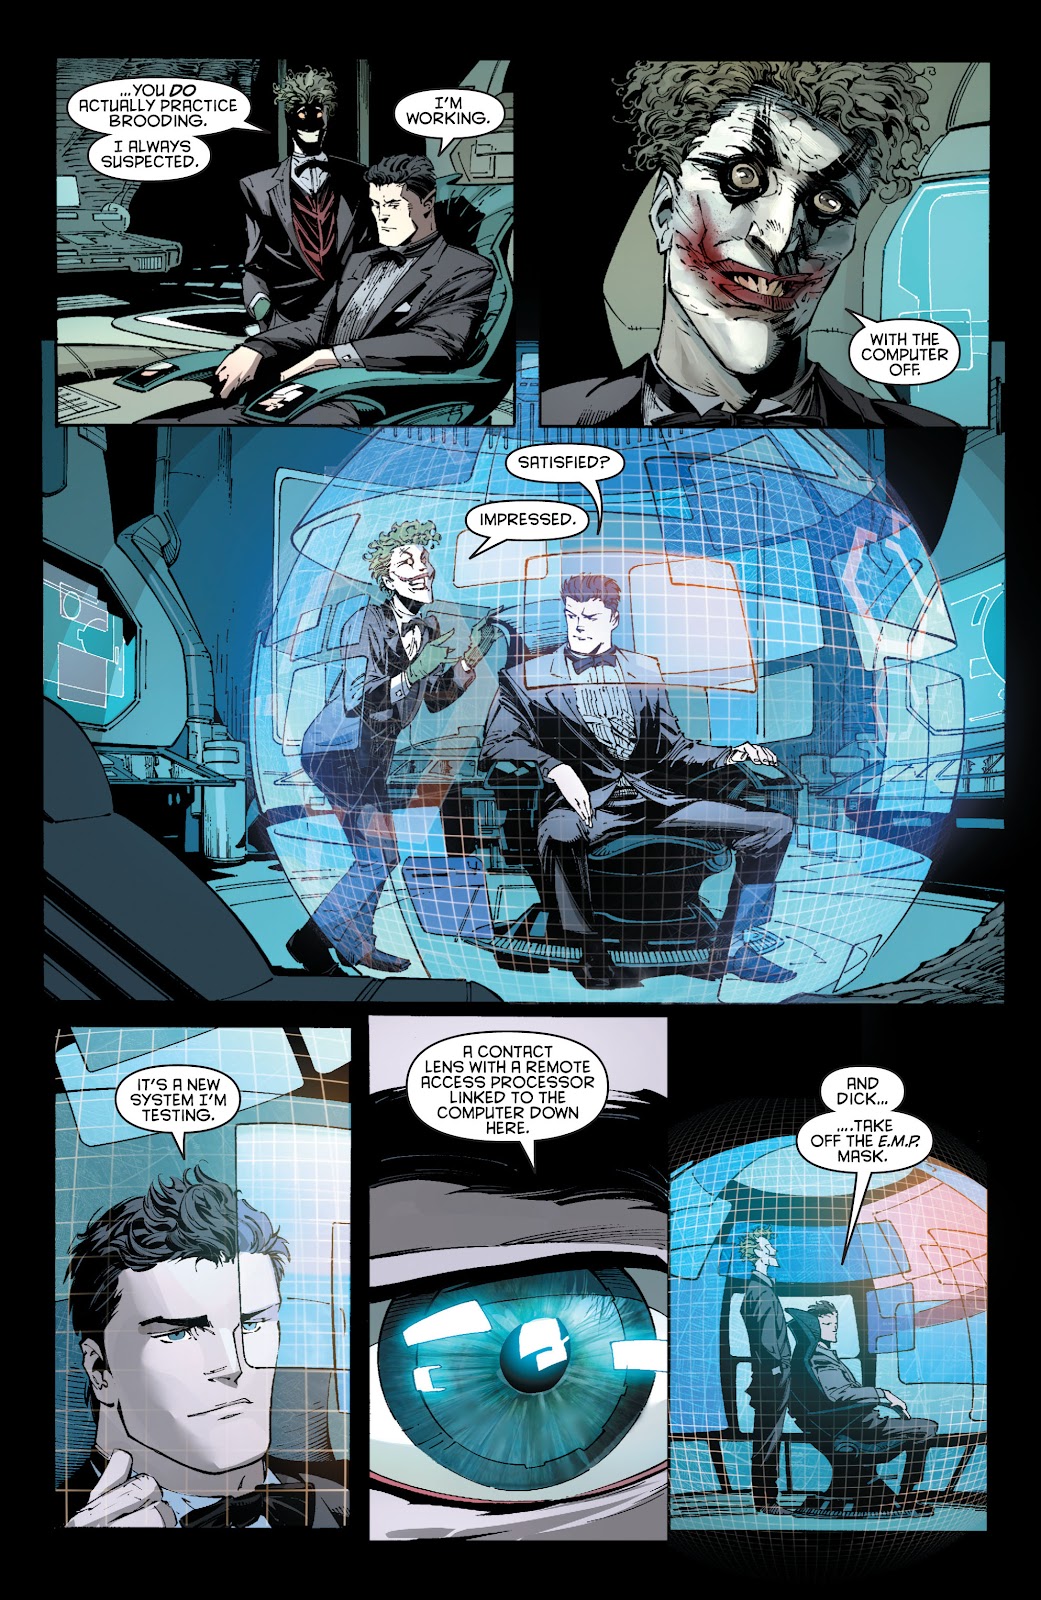 ...YOU DO
ACTUALLY PRACTICE
BROODING.
I ALWAYS
SUSPECTED.
I'M
WORKING.
WITH THE
COMPUTER
OFF.
SATISFIED?
IMPRESSED.
IT'S A NEW
SYSTEM I'M
TESTING.
A CONTACT
LENS WITH A REMOTE
ACCESS PROCESSOR
LINKED TO THE
COMPUTER DOWN
HERE.
AND
DICK...
....TAKE
OFF THE E.M.P.
MASK.